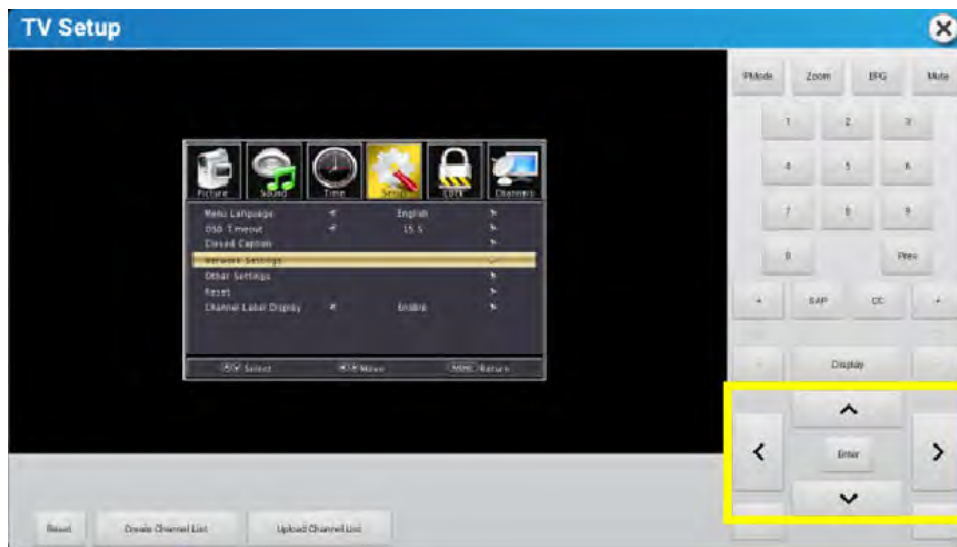 TV Setup
IPMode Zoom EPG Mute
1 2 3
4 5 6
7 8 9
0 Prev
Picture Sound Time Setup Lock Channels
Menu Language English
OSD Timeout 15 S
Closed Caption
Network Settings
Other Settings
Reset
Channel Label Display Enable
Select Move Return
+ SAP CC +
- Display -
Enter
Reset Create Channel List Upload Channel List